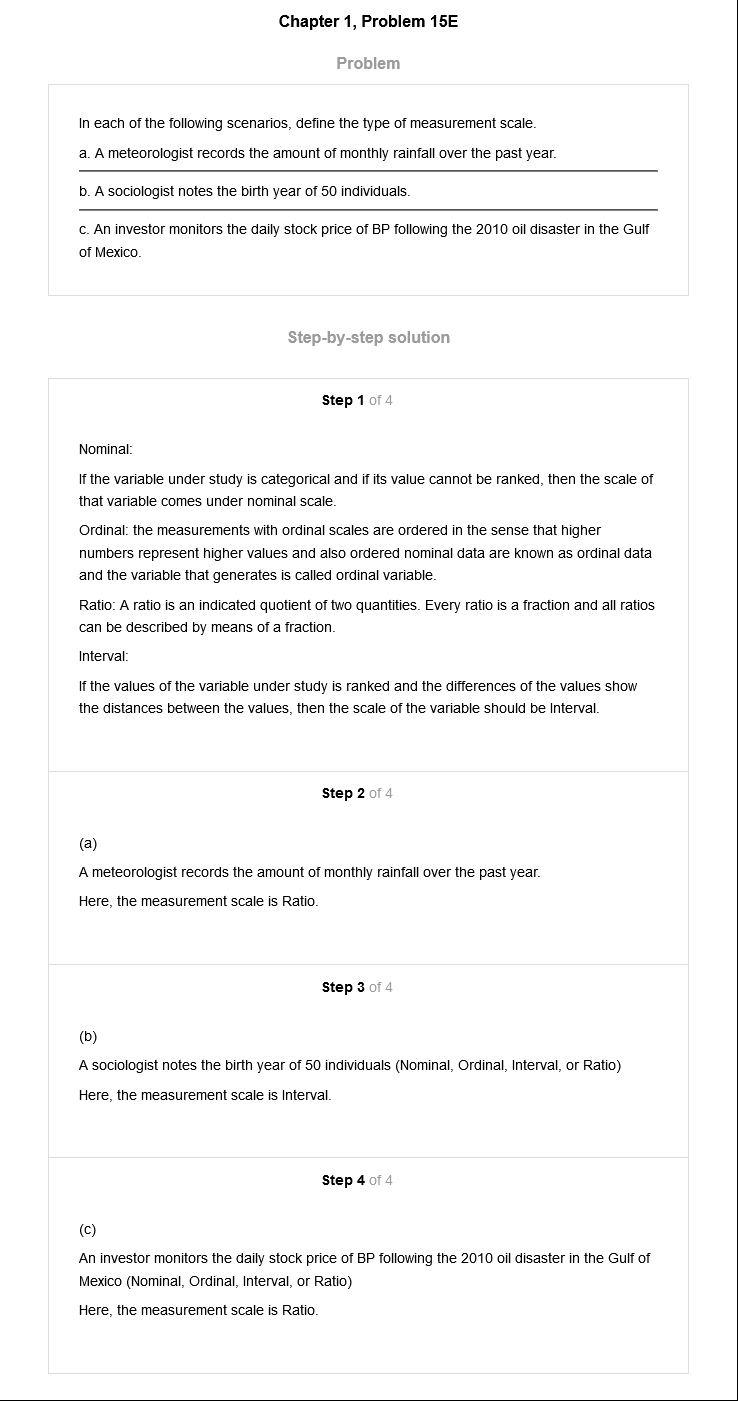 Chapter 1, Problem 15E
Problem
In each of the following scenarios, define the type of measurement scale.
a. A meteorologist records the amount of monthly rainfall over the past year.
b. A sociologist notes the birth year of 50 individuals.
c. An investor monitors the daily stock price of BP following the 2010 oil disaster in the Gulf
of Mexico.
Step-by-step solution
Step 1 of 4
Nominal:
If the variable under study is categorical and if its value cannot be ranked, then the scale of
that variable comes under nominal scale.
Ordinal: the measurements with ordinal scales are ordered in the sense that higher
numbers represent higher values and also ordered nominal data are known as ordinal data
and the variable that generates is called ordinal variable.
Ratio: A ratio is an indicated quotient of two quantities. Every ratio is a fraction and all ratios
can be described by means of a fraction.
Interval:
If the values of the variable under study is ranked and the differences of the values show
the distances between the values, then the scale of the variable should be Interval.
Step 2 of 4
(a)
A meteorologist records the amount of monthly rainfall over the past year.
Here, the measurement scale is Ratio.
Step 3 of 4
(b)
A sociologist notes the birth year of 50 individuals (Nominal, Ordinal, Interval, or Ratio)
Here, the measurement scale is Interval.
Step 4 of 4
(c)
An investor monitors the daily stock price of BP following the 2010 oil disaster in the Gulf of
Mexico (Nominal, Ordinal, Interval, or Ratio)
Here, the measurement scale is Ratio.